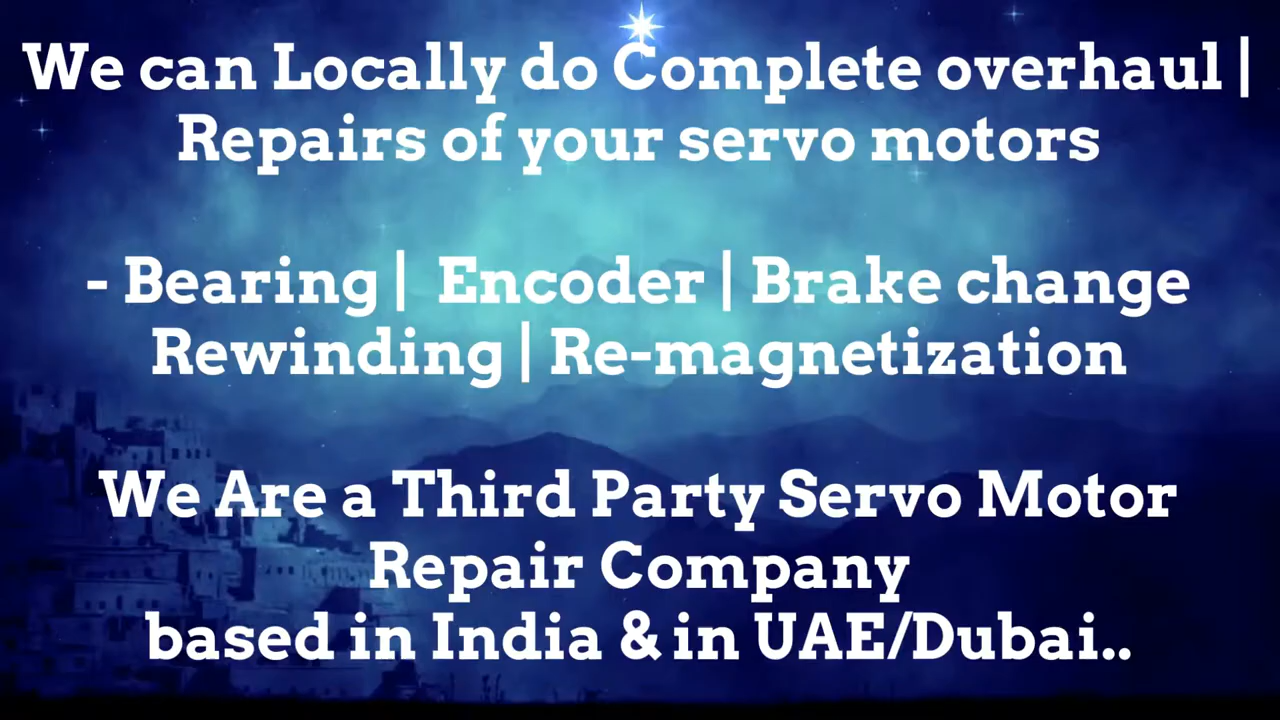 We can Locally do Complete overhaul |
Repairs of your servo motors
- Bearing | Encoder | Brake change
Rewinding | Re-magnetization
We Are a Third Party Servo Motor
Repair Company
based in India & in UAE/Dubai..